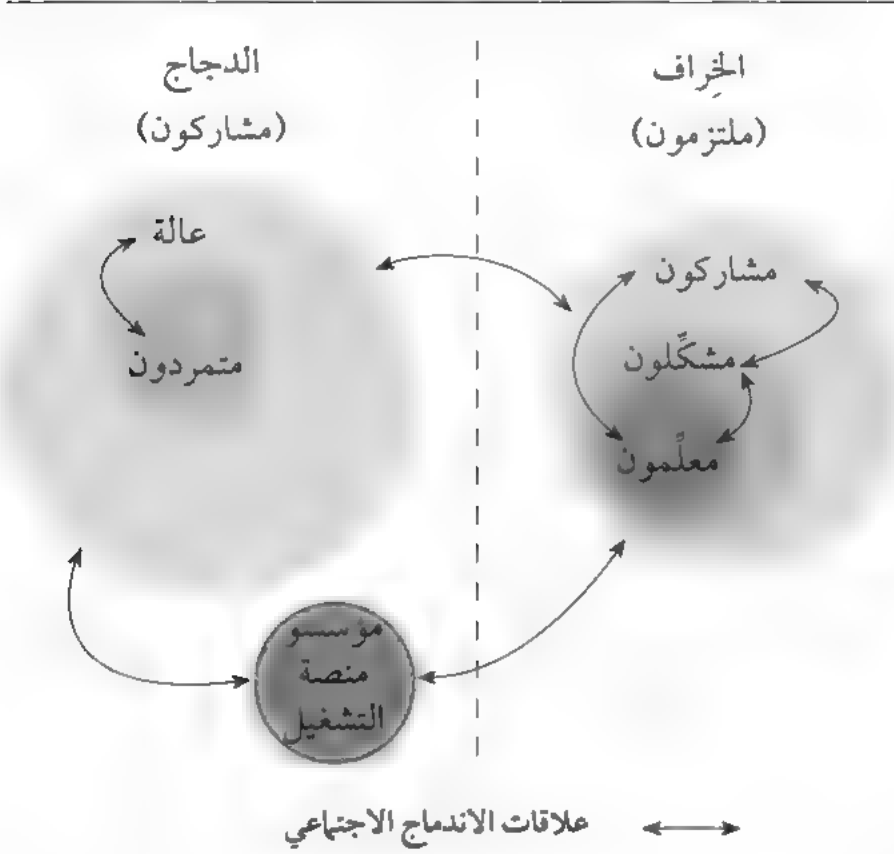 الخِراف
(ملتزمون)
الدجاج
(مشاركون)
مشاركون
مشكِّلون
معلِّمون
عالة
متمردون
مؤسسو
منصة
التشغيل
علاقات الاندماج الاجتماعي